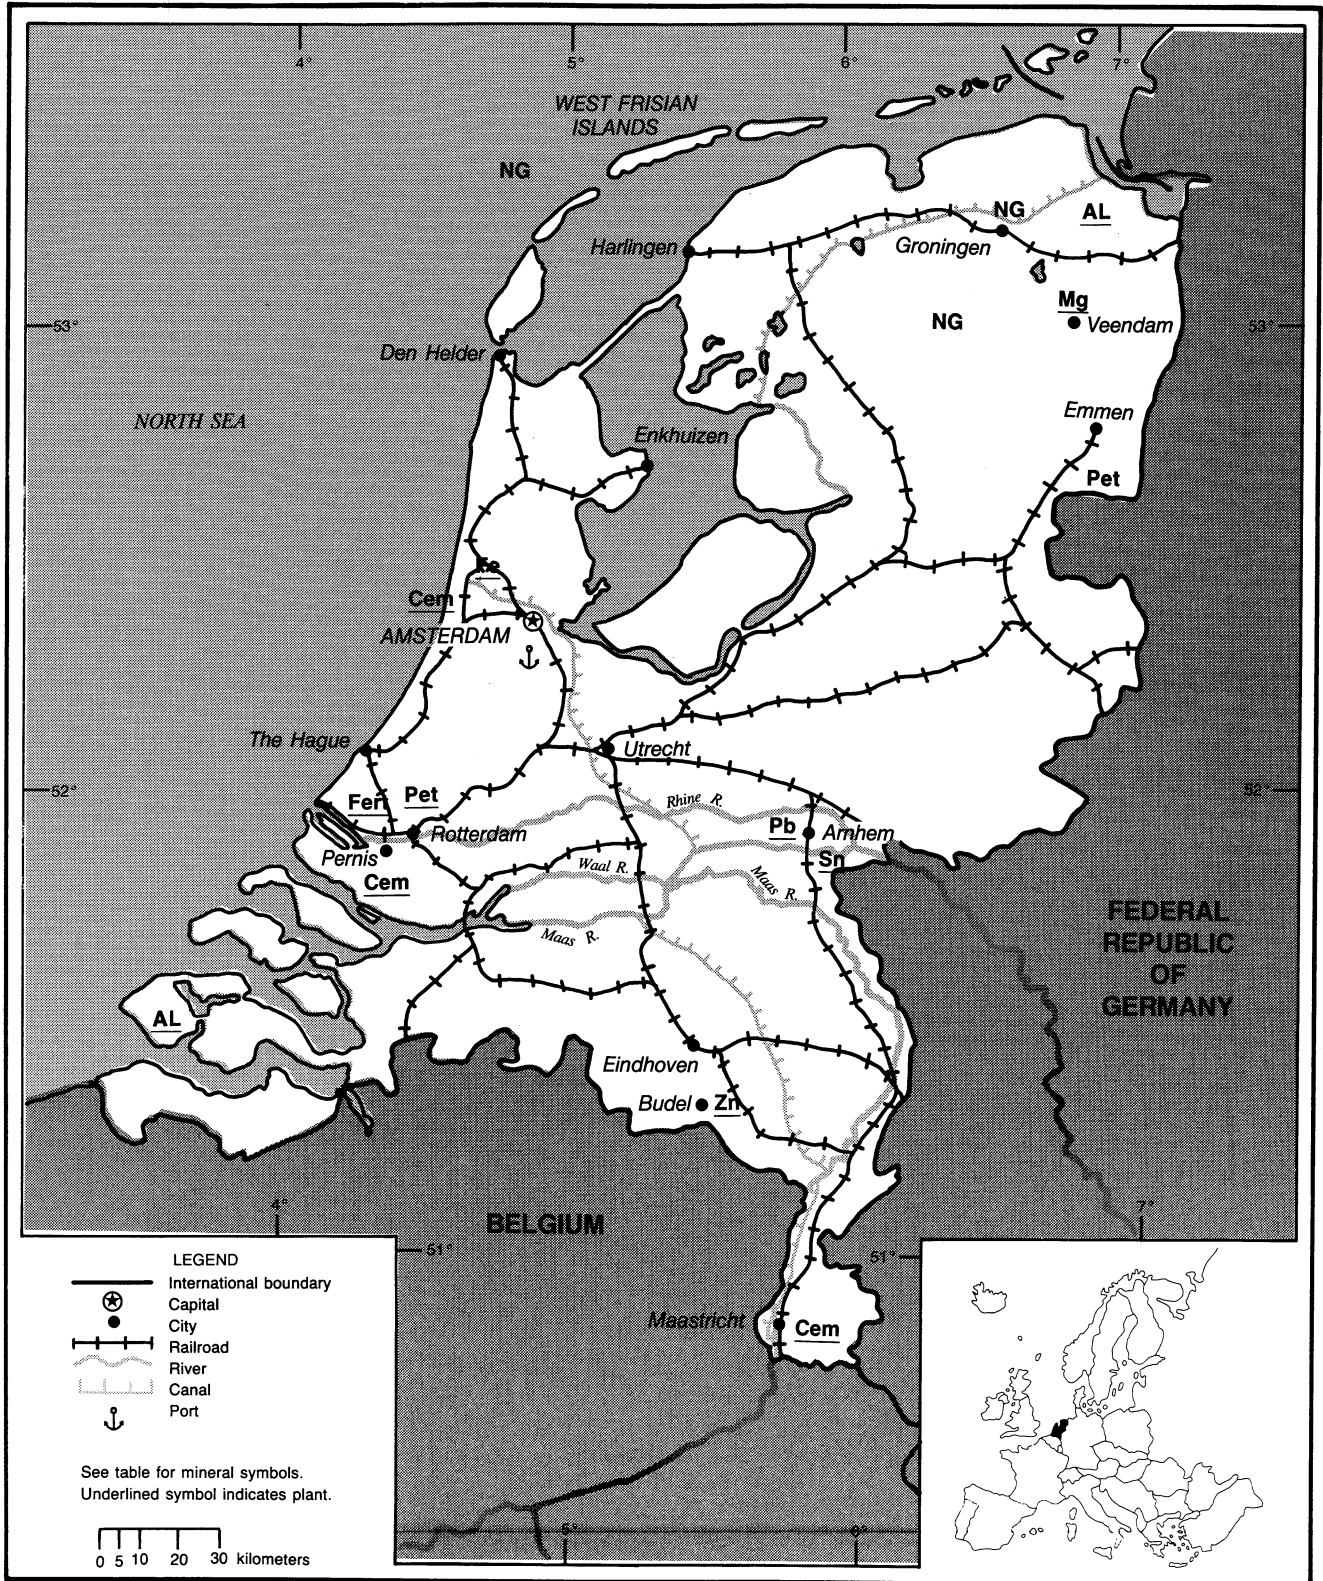 4°
5°
6°
7°
WEST FRISIAN
ISLANDS
NG
NG
AL
Harlingen
Groningen
Mg
Veendam
NG
53°
53°
Den Helder
NORTH SEA
Emmen
Enkhuizen
Pet
Fe
Cem
AMSTERDAM
The Hague
Utrecht
52°
52°
Fert
Pet
Rhine R.
Rotterdam
Pb
Arnhem
Pernis
Sn
Cem
Waal R.
Maas R.
Maas R.
FEDERAL
REPUBLIC
OF
GERMANY
AL
Eindhoven
Budel
Zn
4°
7°
BELGIUM
51°
51°
Maastricht
Cem
5°
6°
LEGEND
International boundary
Capital
City
Railroad
River
Canal
Port
See table for mineral symbols.
Underlined symbol indicates plant.
0 5 10 20 30 kilometers